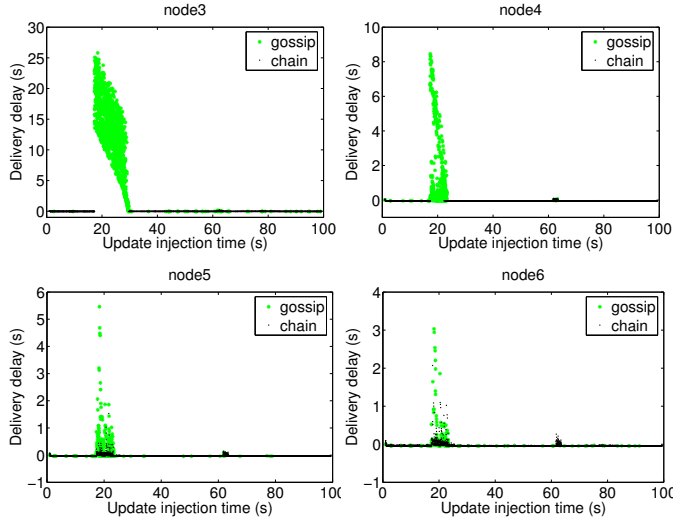 node3
30
25
20
15
10
5
0
Delivery delay (s)
gossip
chain
0 20 40 60 80 100
Update injection time (s)
node4
10
8
6
4
2
0
Delivery delay (s)
gossip
chain
0 20 40 60 80 100
Update injection time (s)
node5
6
5
4
3
2
1
0
−1
Delivery delay (s)
gossip
chain
0 20 40 60 80 100
Update injection time (s)
node6
4
3
2
1
0
−1
Delivery delay (s)
gossip
chain
0 20 40 60 80 100
Update injection time (s)